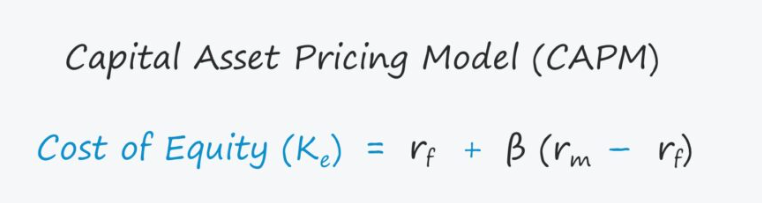 Capital Asset Pricing Model (CAPM)
Cost of Equity (Kₑ) = r_f + β (r_m − r_f)